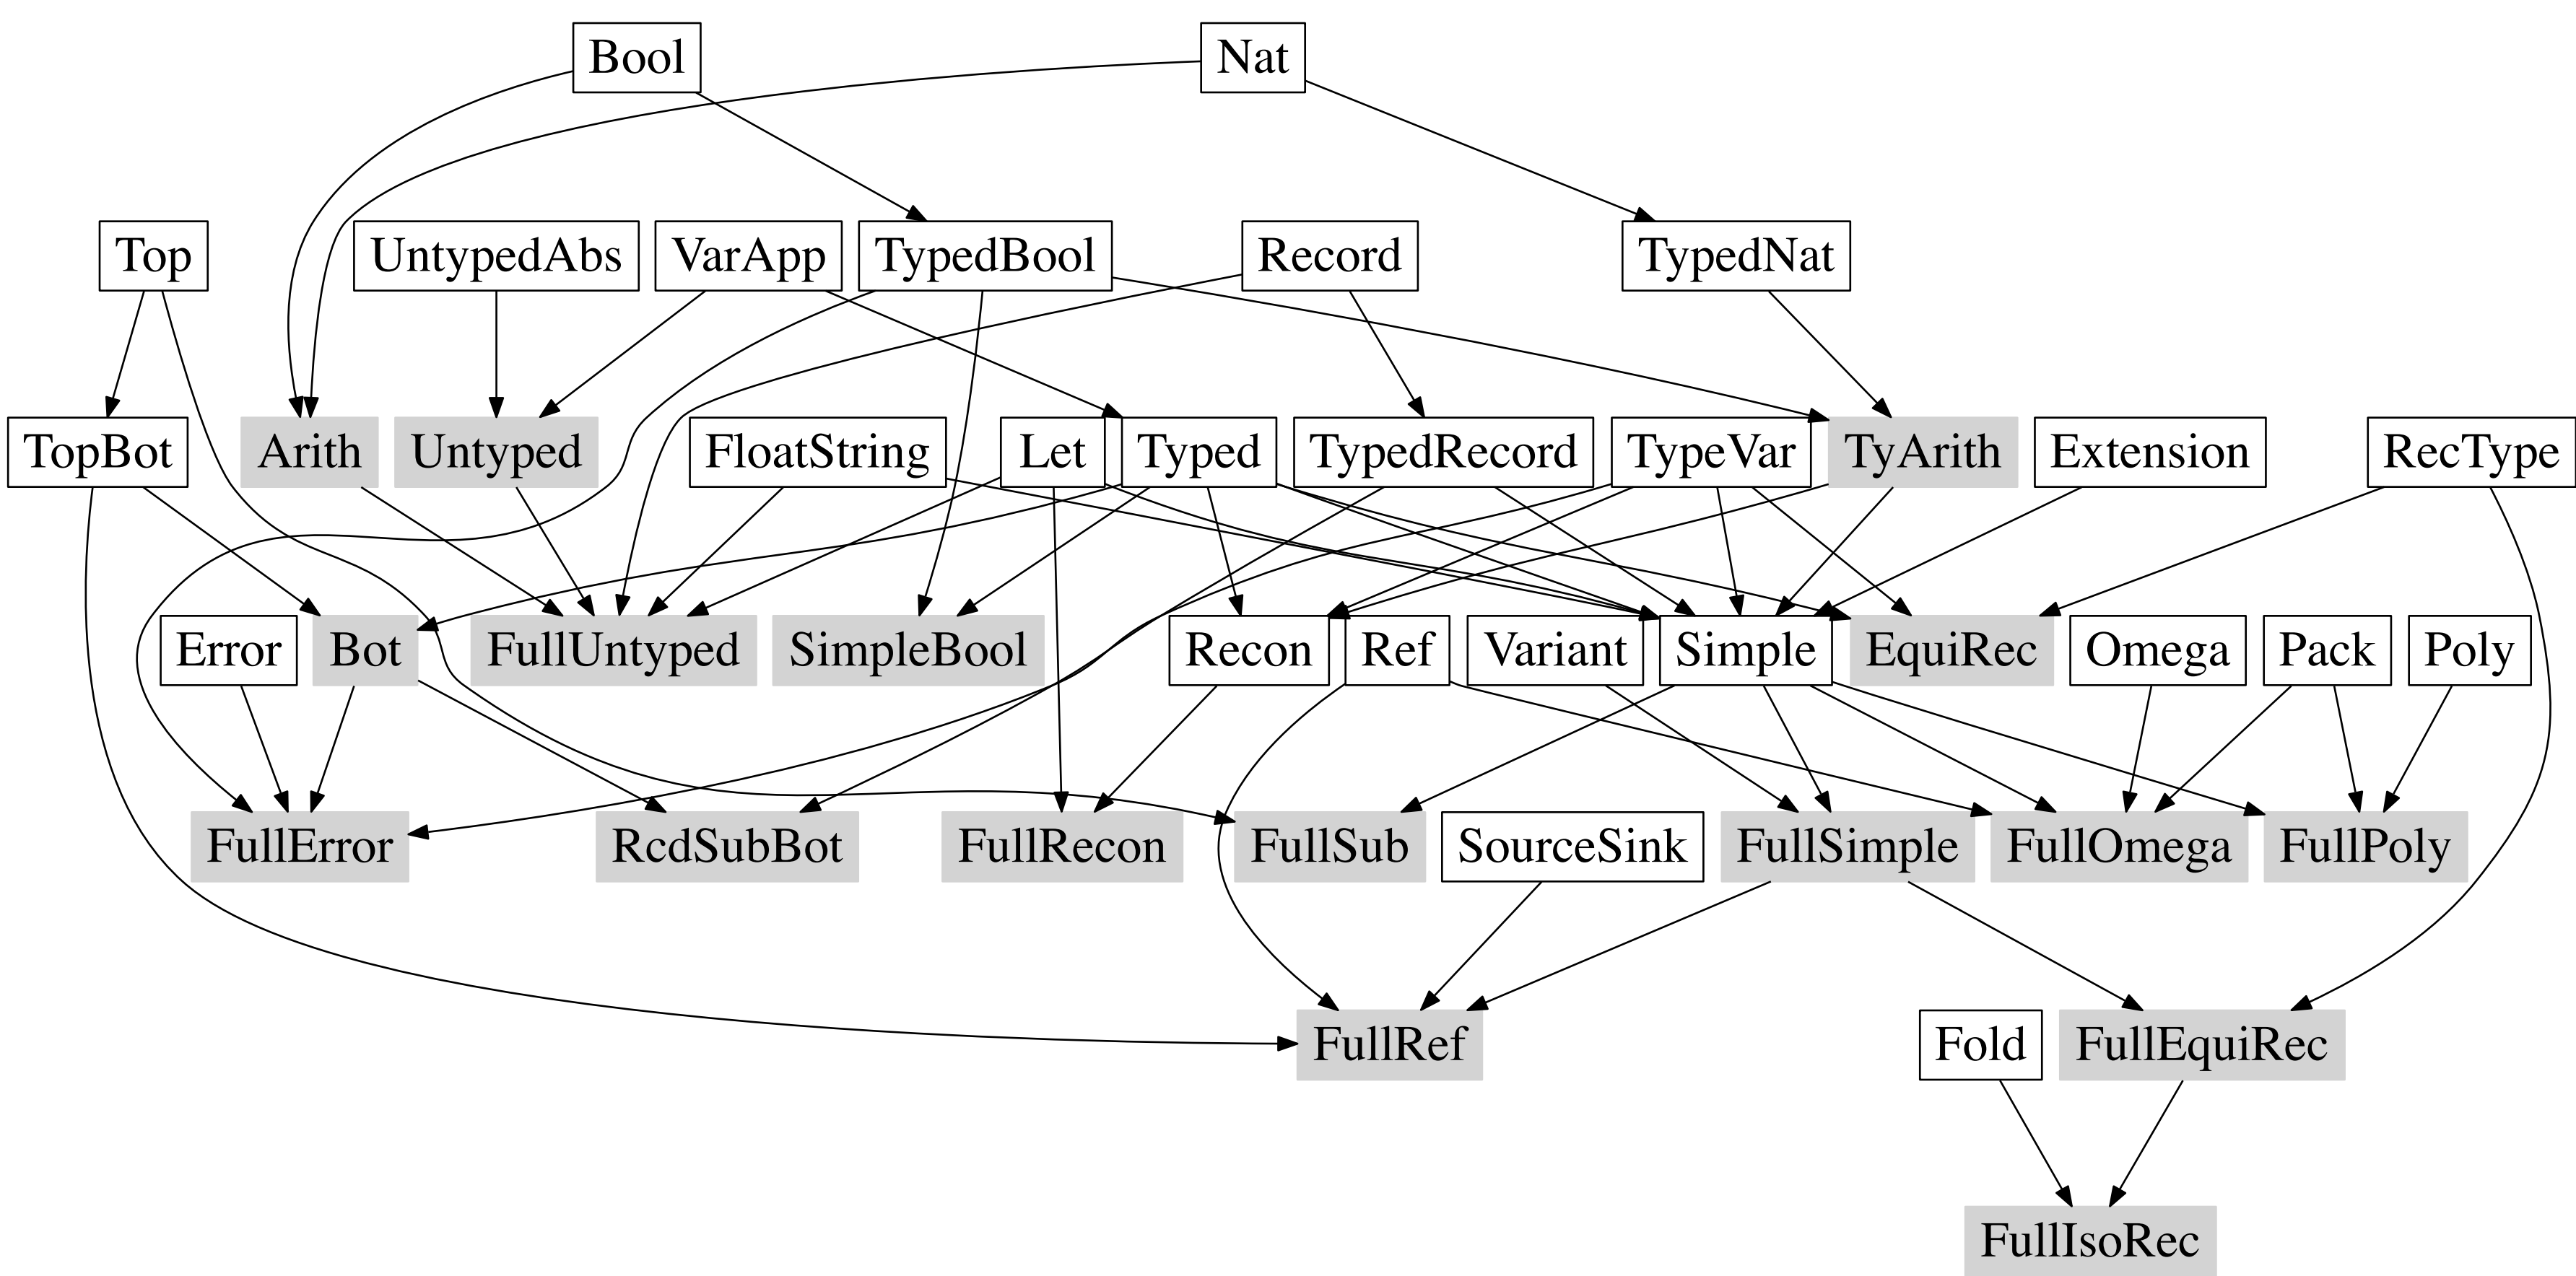 Bool
Nat
Top
UntypedAbs
VarApp
TypedBool
Record
TypedNat
TopBot
Arith
Untyped
FloatString
Let
Typed
TypedRecord
TypeVar
TyArith
Extension
RecType
Error
Bot
FullUntyped
SimpleBool
Recon
Ref
Variant
Simple
EquiRec
Omega
Pack
Poly
FullError
RcdSubBot
FullRecon
FullSub
SourceSink
FullSimple
FullOmega
FullPoly
FullRef
Fold
FullEquiRec
FullIsoRec